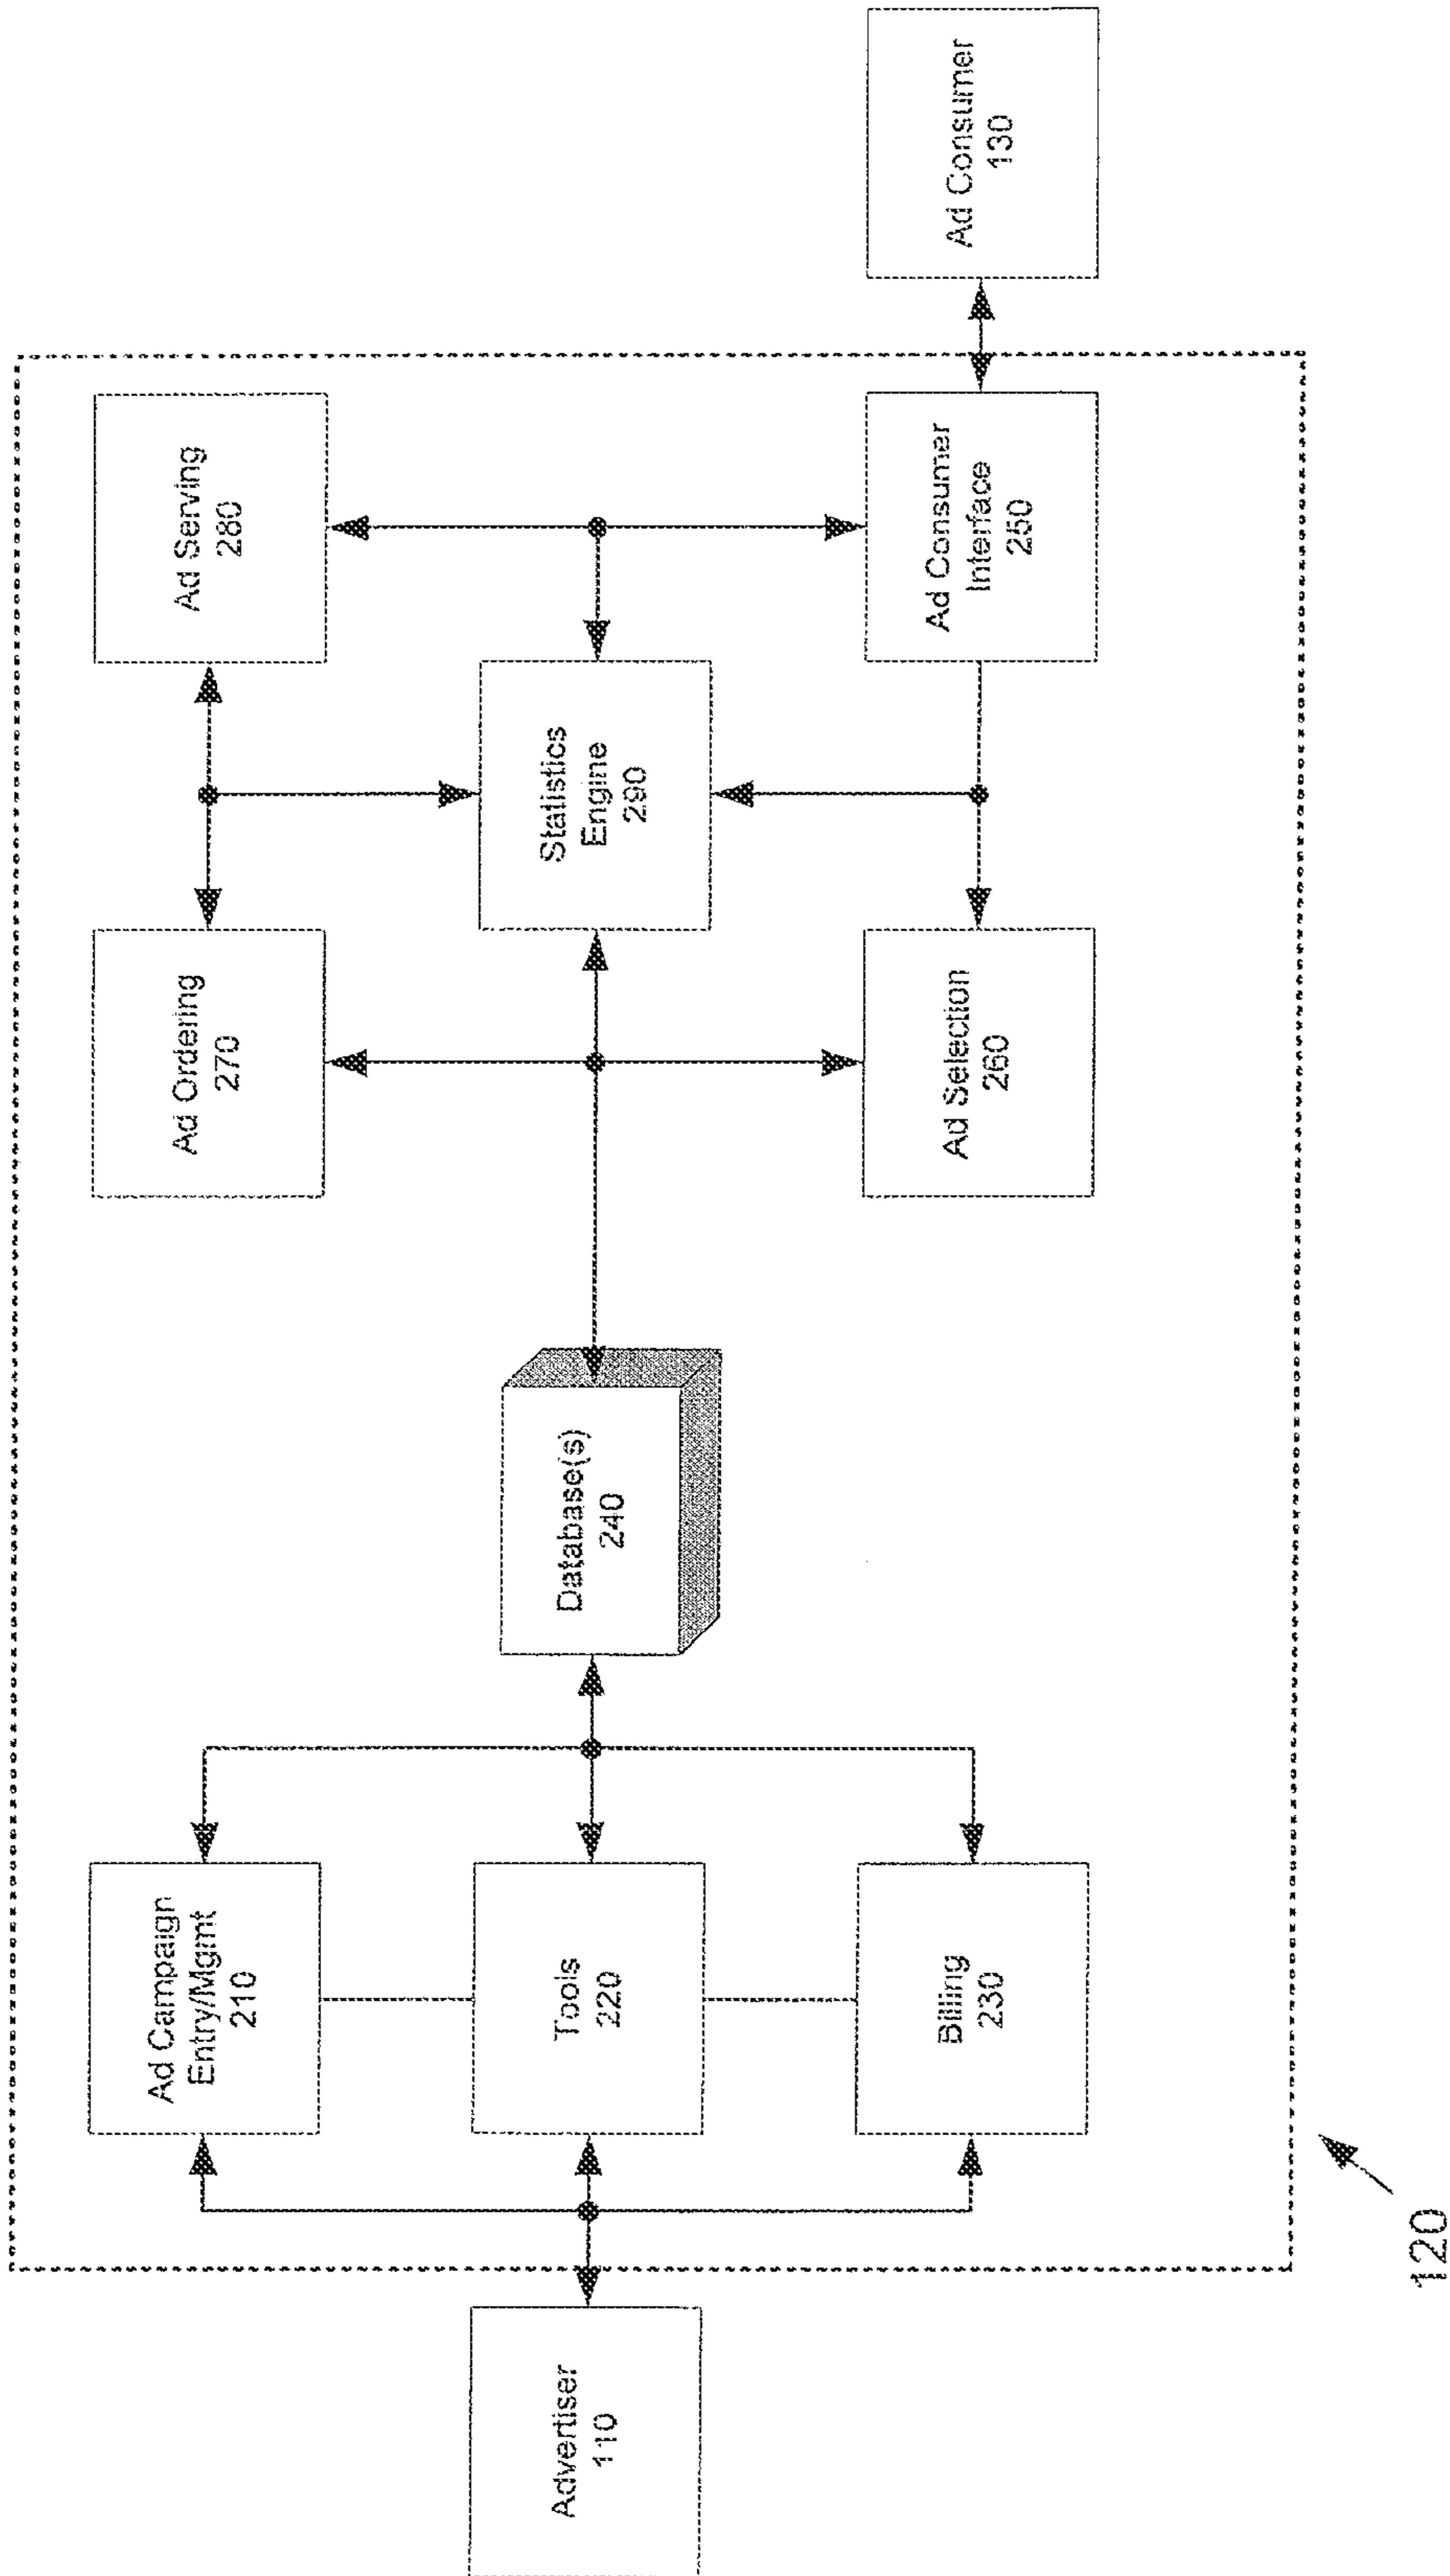 Advertiser
110
Ad Campaign
Entry/Mgmt
210
Tools
220
Billing
230
Database(s)
240
Ad Ordering
270
Ad Serving
280
Statistics
Engine
290
Ad Selection
260
Ad Consumer
Interface
250
Ad Consumer
130
120